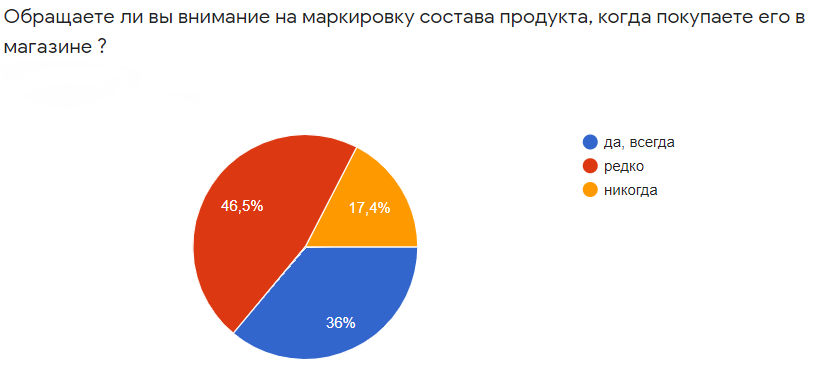 Обращаете ли вы внимание на маркировку состава продукта, когда покупаете его в
магазине ?
да, всегда
редко
никогда
46,5%
17,4%
36%